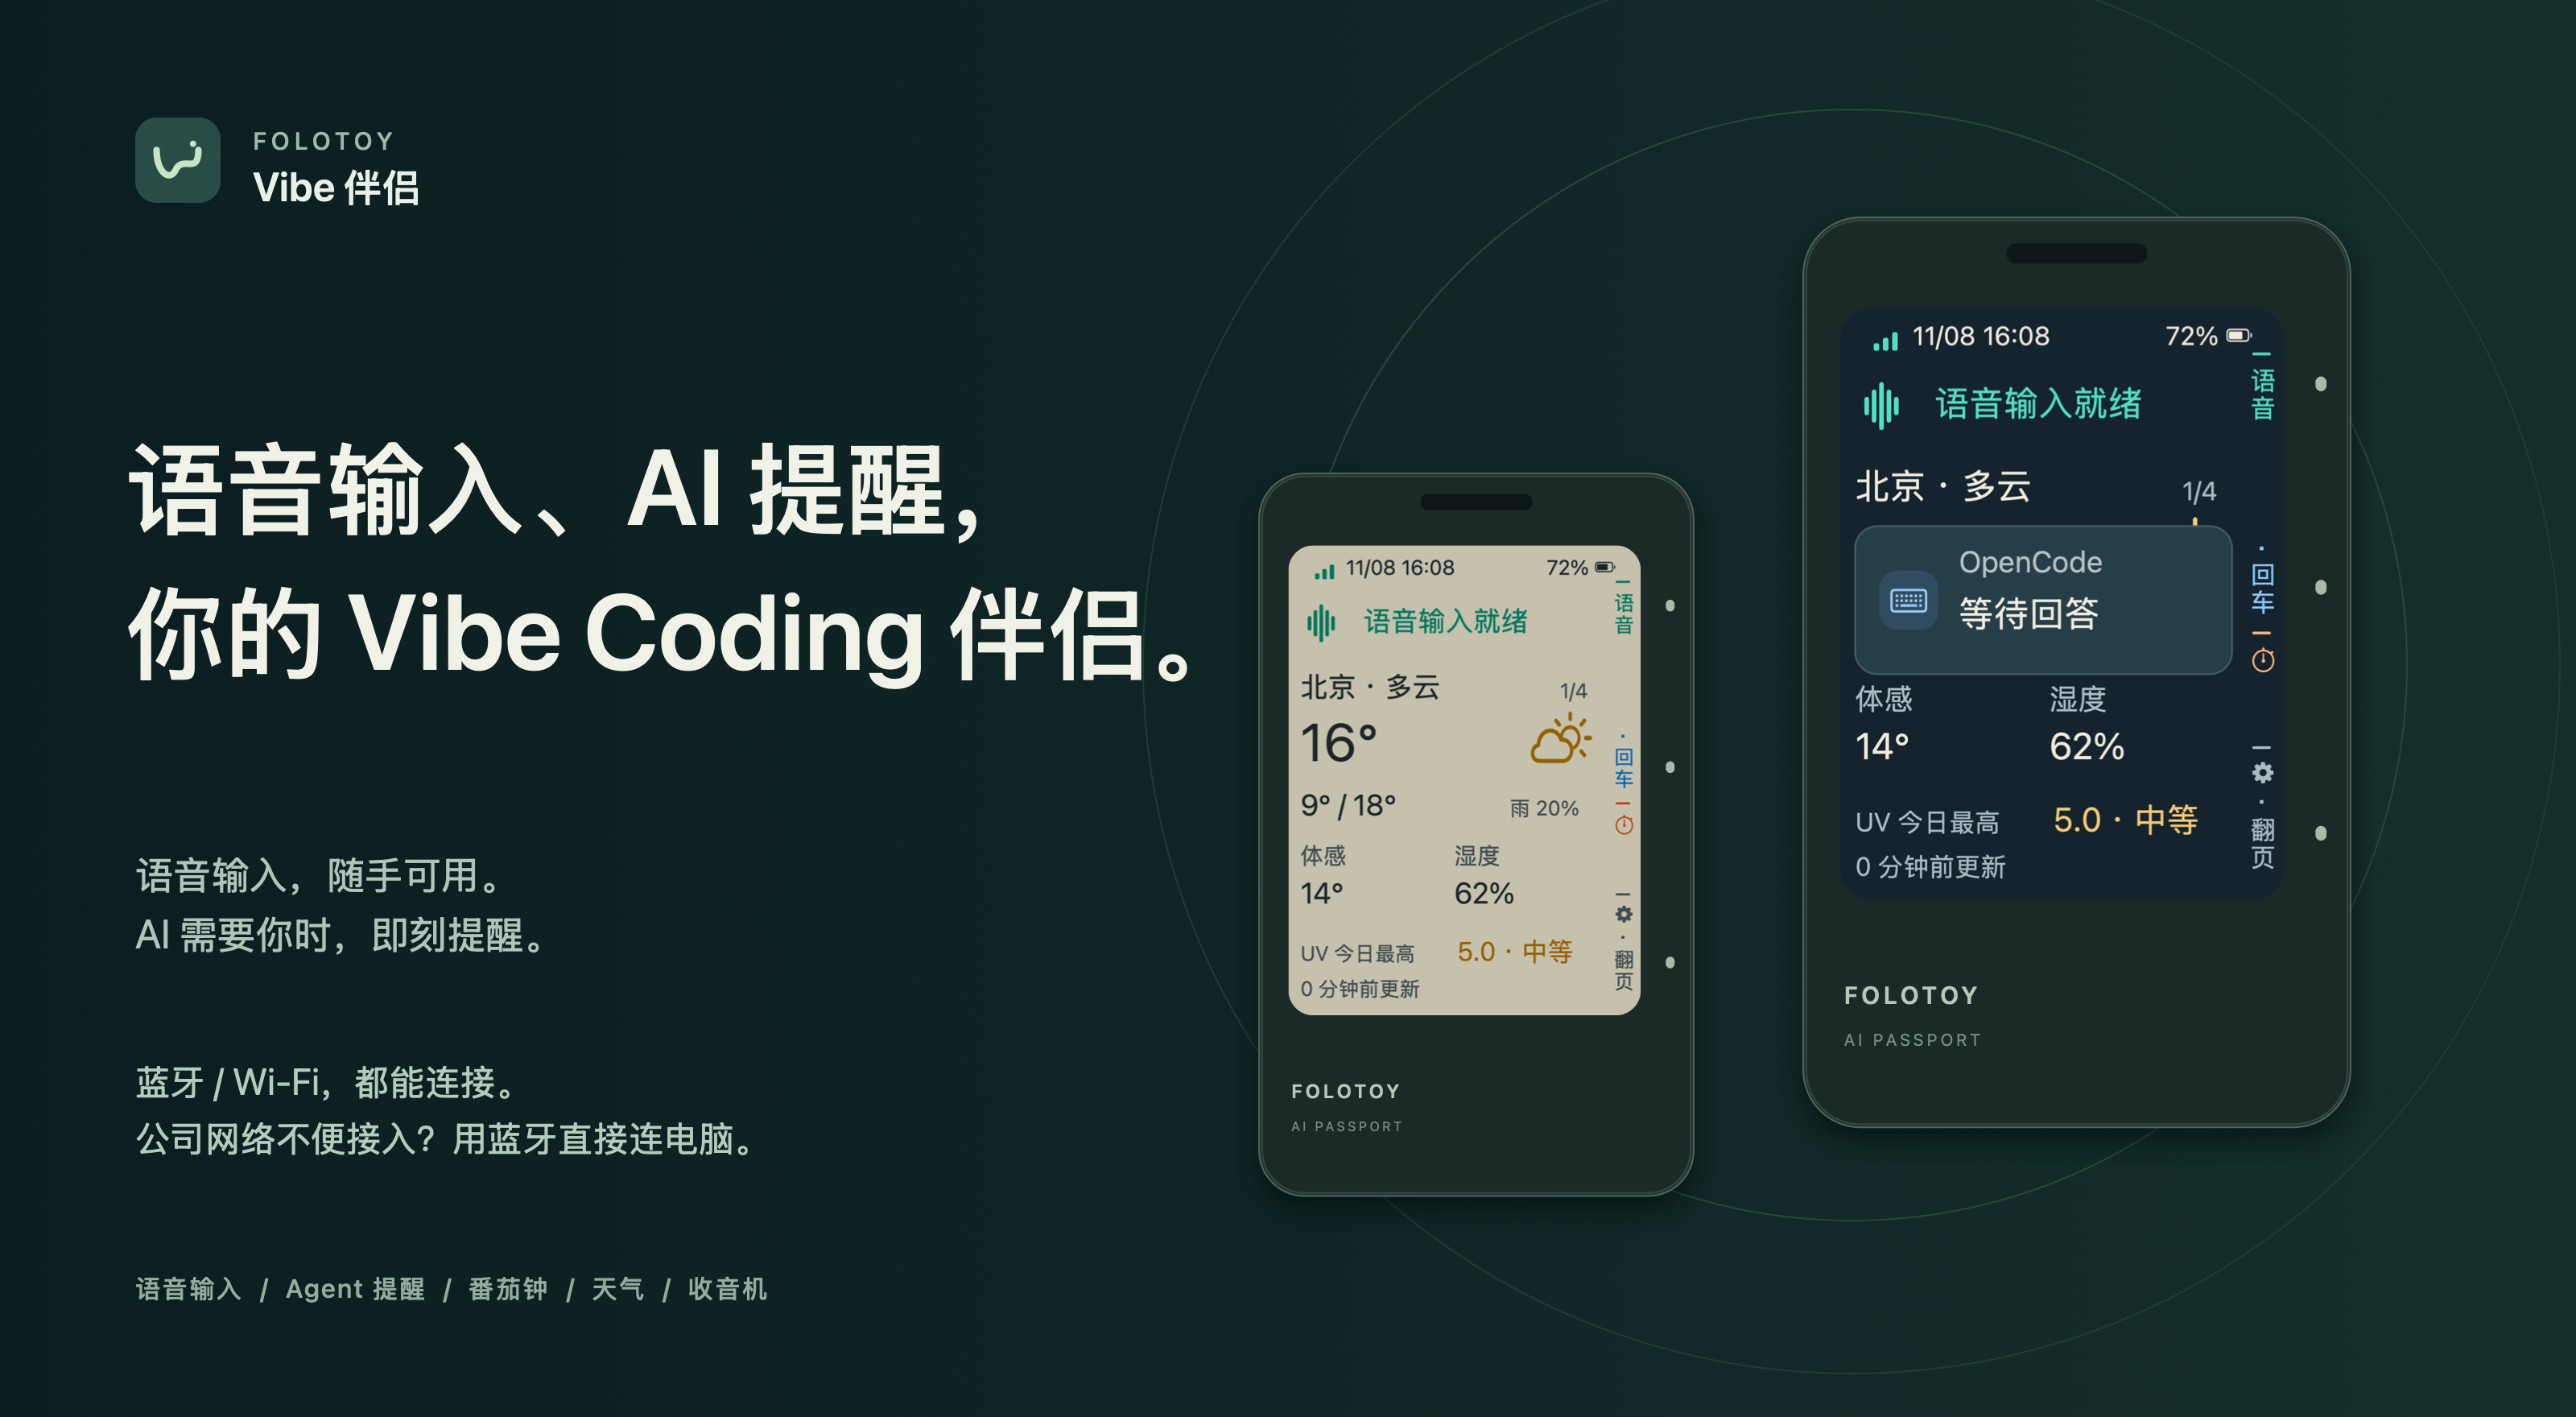 FOLOTOY
Vibe 伴侣
语音输入、AI 提醒，
你的 Vibe Coding 伴侣。
语音输入，随手可用。
AI 需要你时，即刻提醒。
蓝牙 / Wi-Fi，都能连接。
公司网络不便接入？用蓝牙直接连电脑。
语音输入 / Agent 提醒 / 番茄钟 / 天气 / 收音机
11/08 16:08 72%
语音输入就绪
语音
北京 · 多云 1/4
16°
回车
9° / 18° 雨 20%
体感 湿度
14° 62%
UV 今日最高 5.0 · 中等
翻页
0 分钟前更新
FOLOTOY
AI PASSPORT
11/08 16:08 72%
语音输入就绪
语音
北京 · 多云 1/4
OpenCode
等待回答
回车
体感 湿度
14° 62%
UV 今日最高 5.0 · 中等
翻页
0 分钟前更新
FOLOTOY
AI PASSPORT